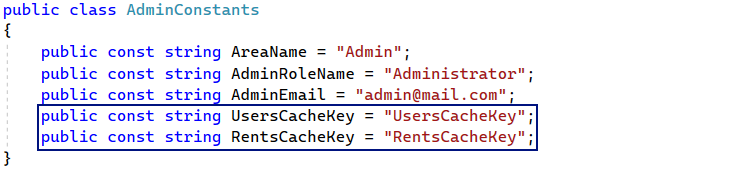 public class AdminConstants
{
public const string AreaName = "Admin";
public const string AdminRoleName = "Administrator";
public const string AdminEmail = "admin@mail.com";
public const string UsersCacheKey = "UsersCacheKey";
public const string RentsCacheKey = "RentsCacheKey";
}